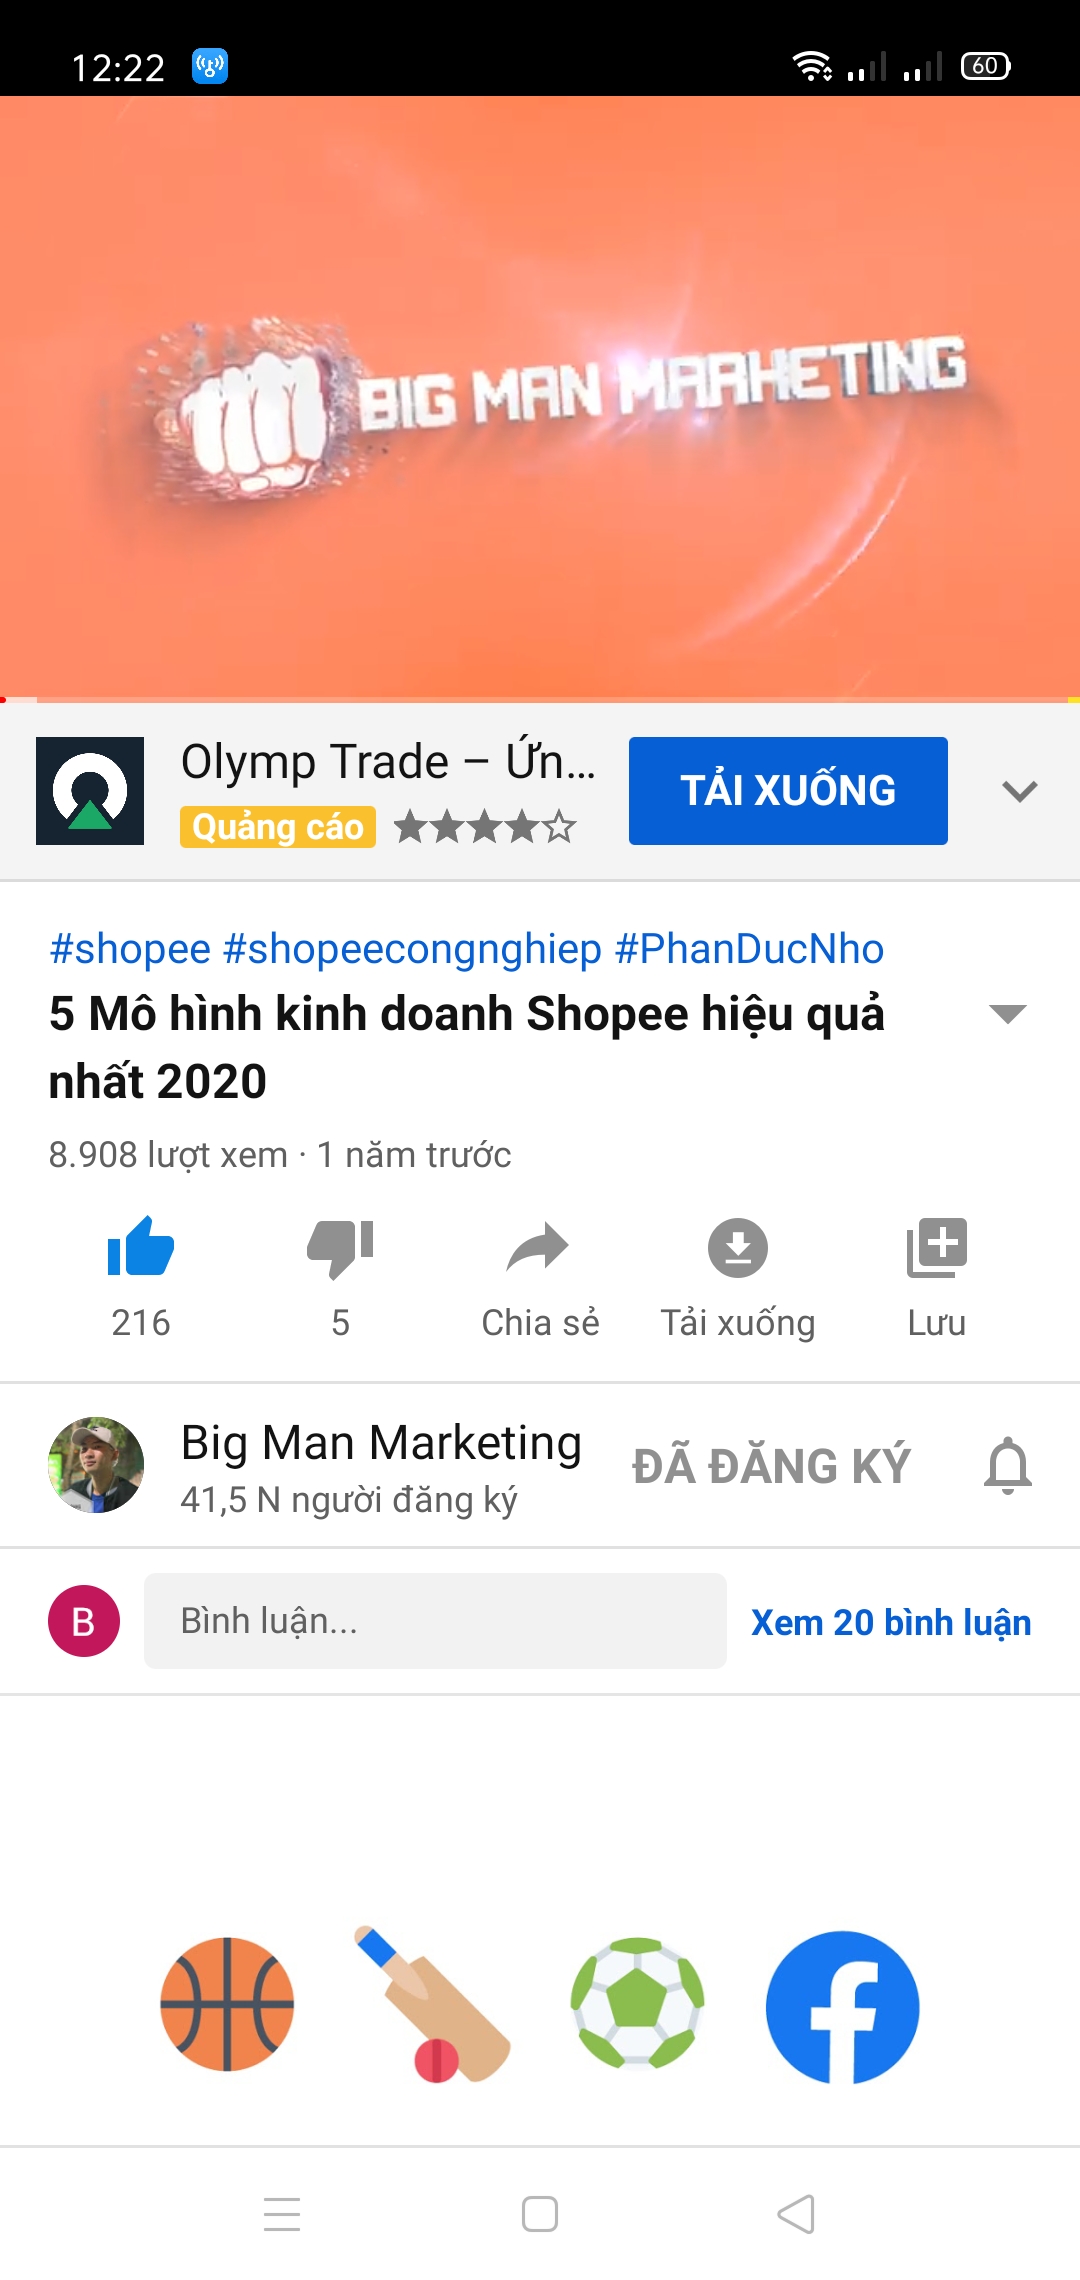 12:22
60
BIG MAN MARKETING
Olymp Trade – Ứn...
TẢI XUỐNG
Quảng cáo
#shopee #shopeecongnghiep #PhanDucNho
5 Mô hình kinh doanh Shopee hiệu quả
nhất 2020
8.908 lượt xem · 1 năm trước
216
5
Chia sẻ
Tải xuống
Lưu
Big Man Marketing
41,5 N người đăng ký
ĐÃ ĐĂNG KÝ
B
Bình luận...
Xem 20 bình luận